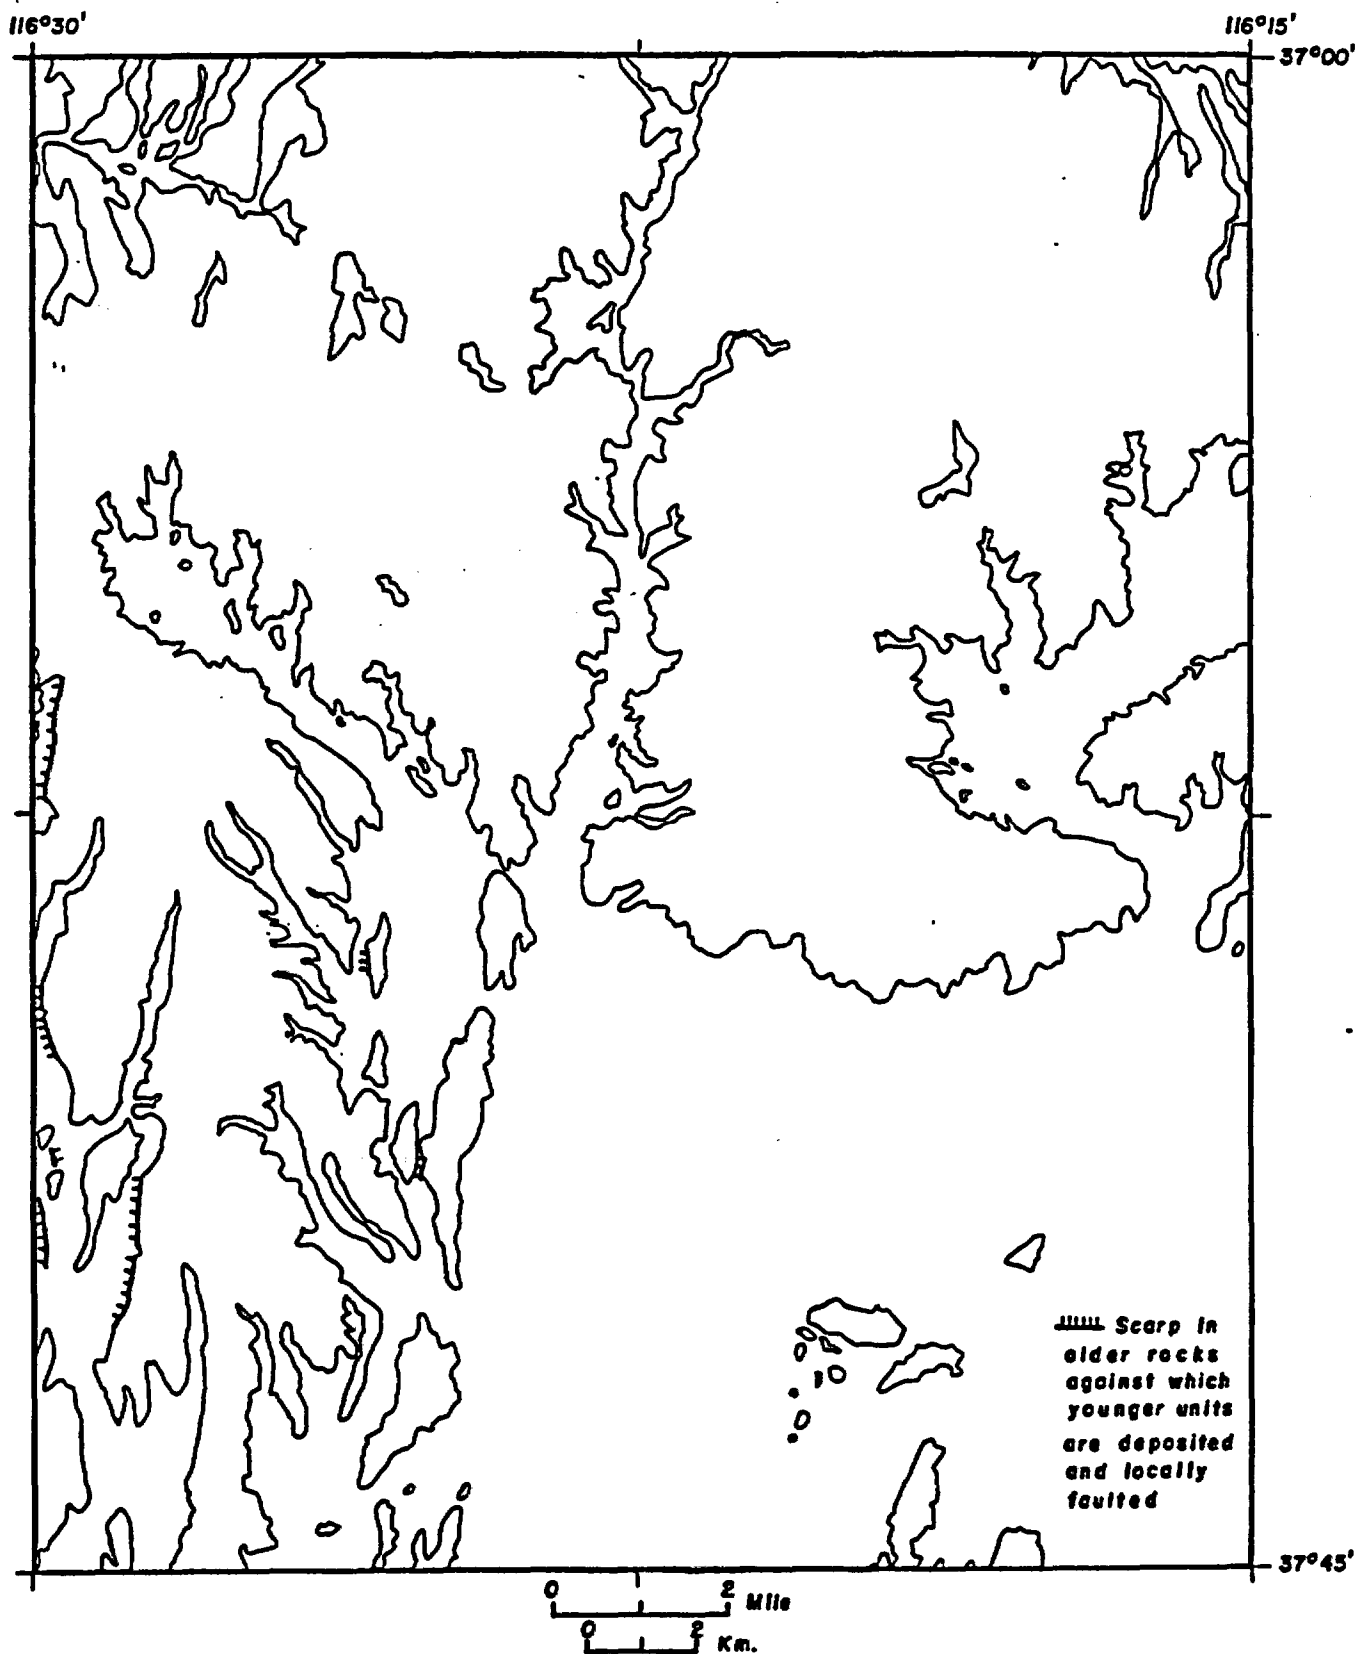 116°30'
116°15'
37°00'
Scarp in
older rocks
against which
younger units
are deposited
and locally
faulted
37°45'
0 2 Mile
0 2 Km.